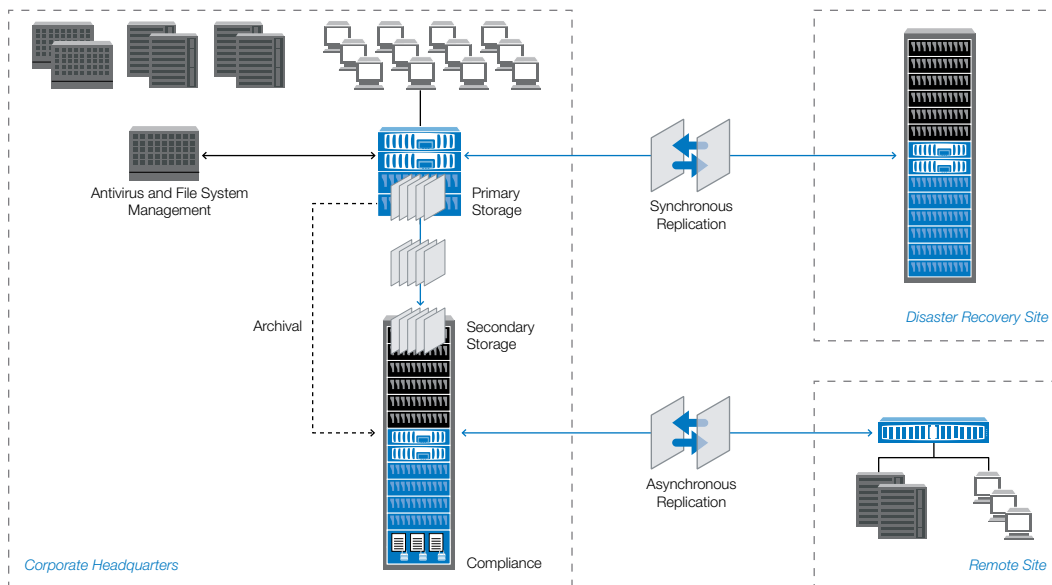 Antivirus and File System
Management
Primary
Storage
Synchronous
Replication
Disaster Recovery Site
Archival
Secondary
Storage
Asynchronous
Replication
Compliance
Corporate Headquarters
Remote Site